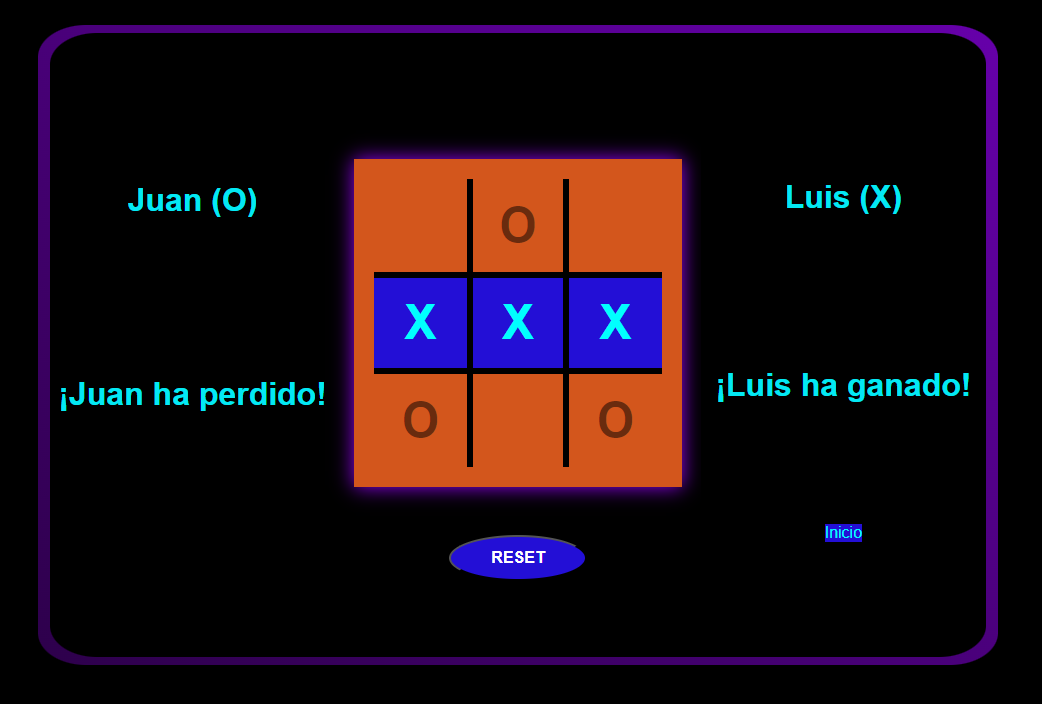 Juan (O)
Luis (X)
O
X X X
¡Juan ha perdido!
¡Luis ha ganado!
O O
Inicio
RESET